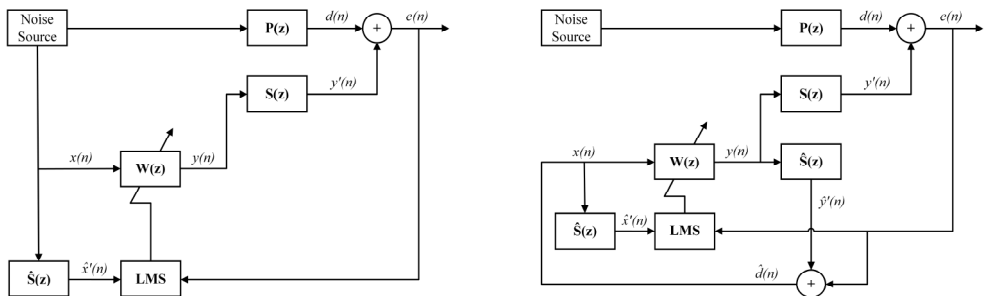 Noise
Source
P(z)
d(n)
+
e(n)
S(z)
y'(n)
x(n)
W(z)
y(n)
Ŝ(z)
x̂'(n)
LMS
Noise
Source
P(z)
d(n)
+
e(n)
S(z)
y'(n)
x(n)
W(z)
y(n)
Ŝ(z)
ŷ'(n)
Ŝ(z)
x̂'(n)
LMS
d̂(n)
+